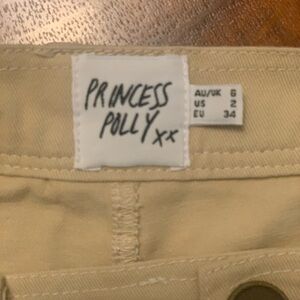 PRINCESS
POLLY xx
AU/UK 6
US 2
EU 34